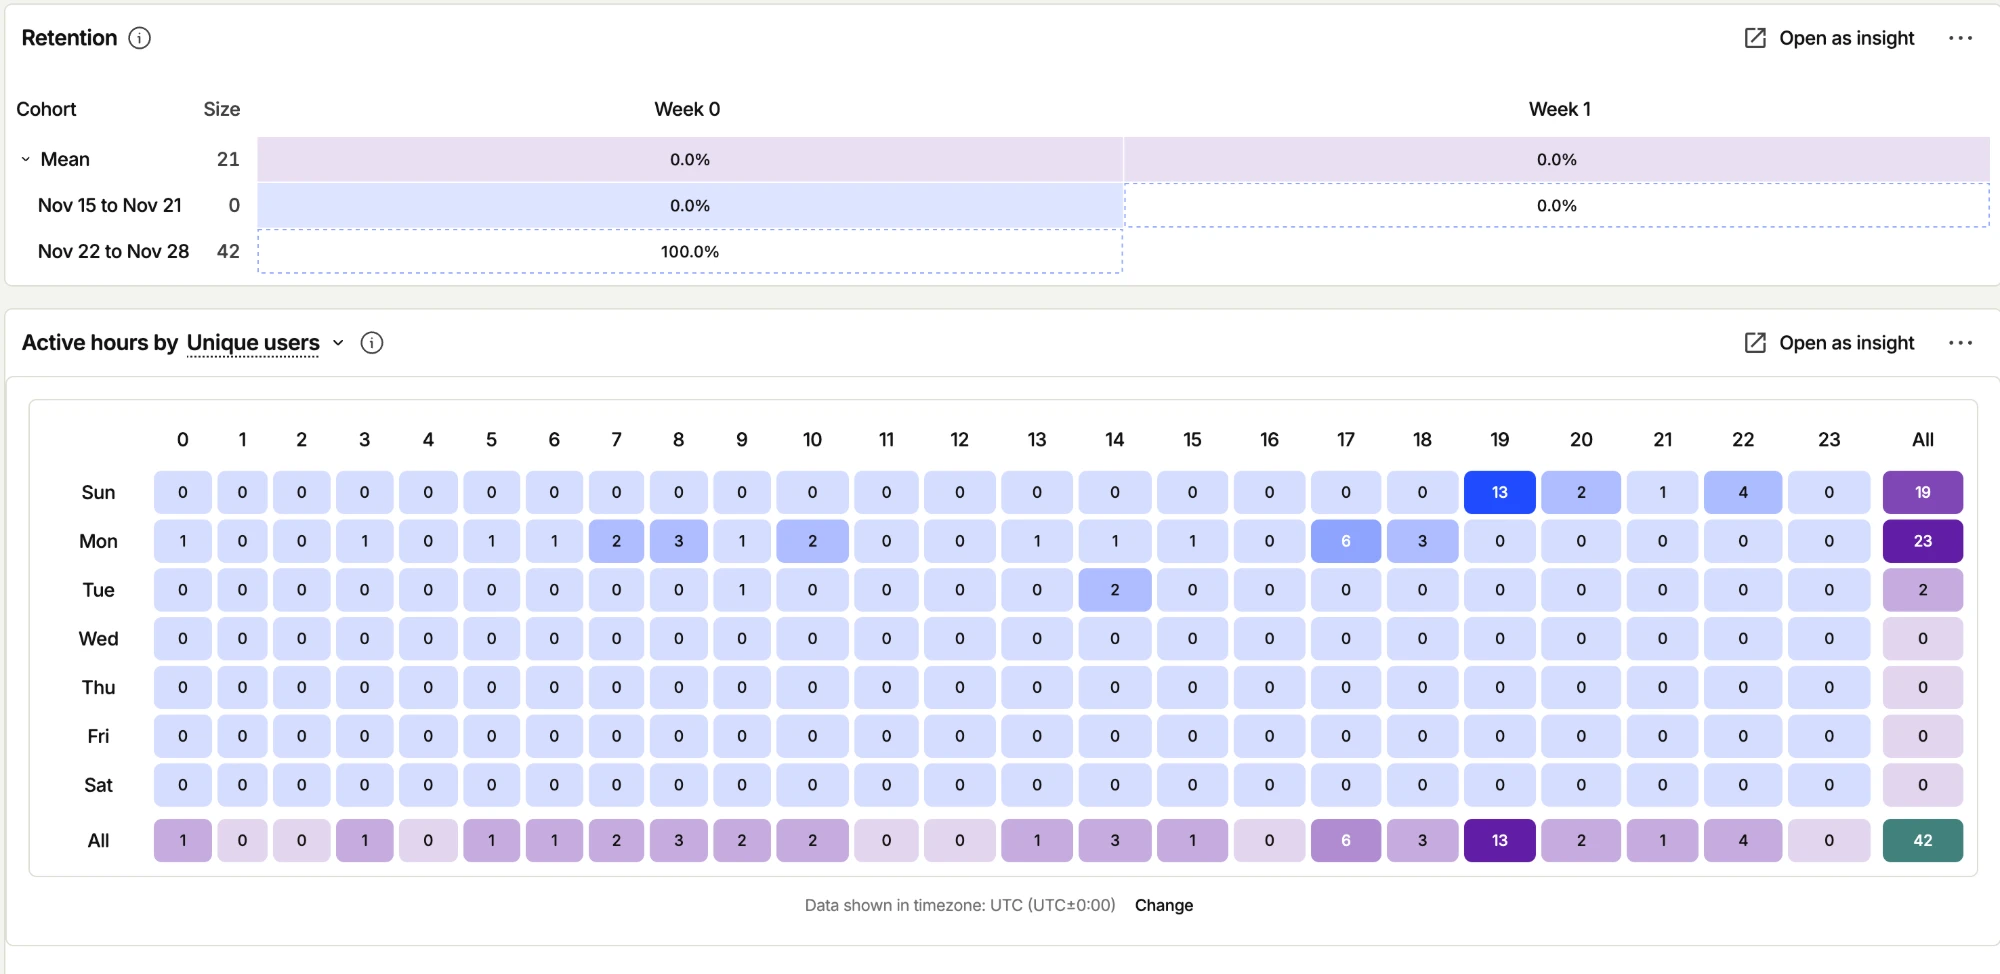 Retention
Open as insight
Cohort Size Week 0 Week 1
Mean 21 0.0% 0.0%
Nov 15 to Nov 21 0 0.0% 0.0%
Nov 22 to Nov 28 42 100.0%
Active hours by Unique users
Open as insight
0 1 2 3 4 5 6 7 8 9 10 11 12 13 14 15 16 17 18 19 20 21 22 23 All
Sun 0 0 0 0 0 0 0 0 0 0 0 0 0 0 0 0 0 0 0 13 2 1 4 0 19
Mon 1 0 0 1 0 1 1 2 3 1 2 0 0 1 1 1 0 6 3 0 0 0 0 0 23
Tue 0 0 0 0 0 0 0 0 0 1 0 0 0 0 2 0 0 0 0 0 0 0 0 0 2
Wed 0 0 0 0 0 0 0 0 0 0 0 0 0 0 0 0 0 0 0 0 0 0 0 0 0
Thu 0 0 0 0 0 0 0 0 0 0 0 0 0 0 0 0 0 0 0 0 0 0 0 0 0
Fri 0 0 0 0 0 0 0 0 0 0 0 0 0 0 0 0 0 0 0 0 0 0 0 0 0
Sat 0 0 0 0 0 0 0 0 0 0 0 0 0 0 0 0 0 0 0 0 0 0 0 0 0
All 1 0 0 1 0 1 1 2 3 2 2 0 0 1 3 1 0 6 3 13 2 1 4 0 42
Data shown in timezone: UTC (UTC±0:00) Change